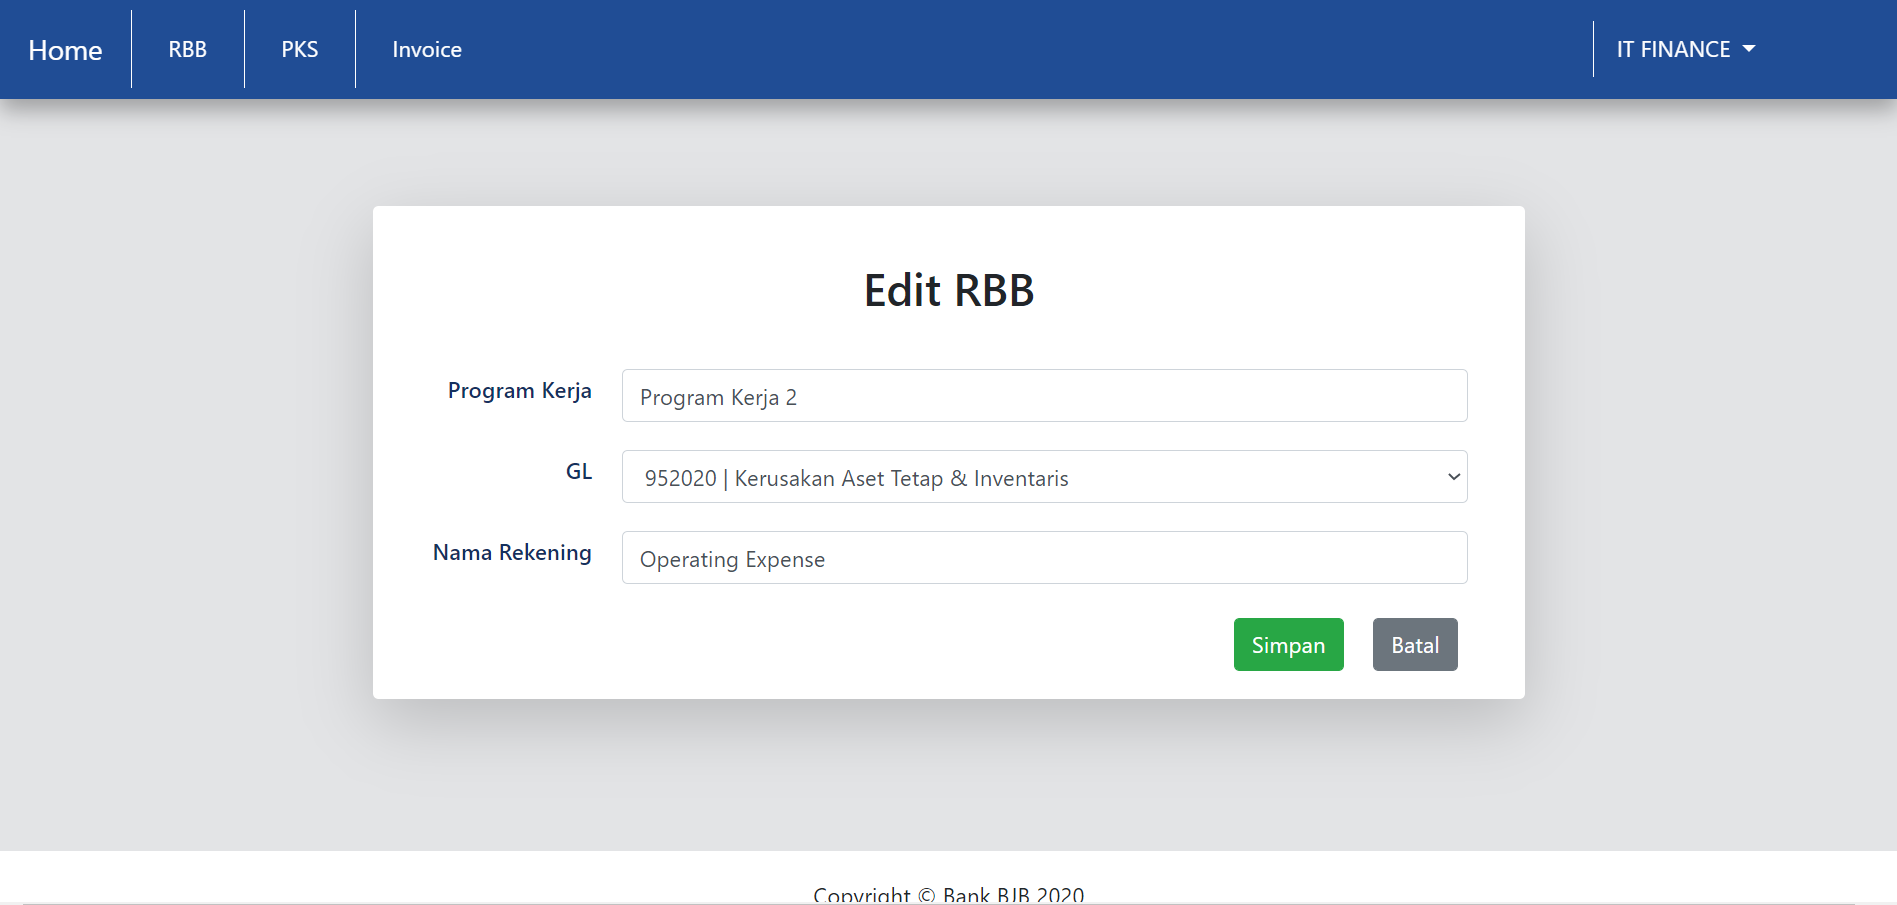 Home RBB PKS Invoice IT FINANCE
Edit RBB
Program Kerja Program Kerja 2
GL 952020 | Kerusakan Aset Tetap & Inventaris
Nama Rekening Operating Expense
Simpan Batal
Copyright © Bank BJB 2020